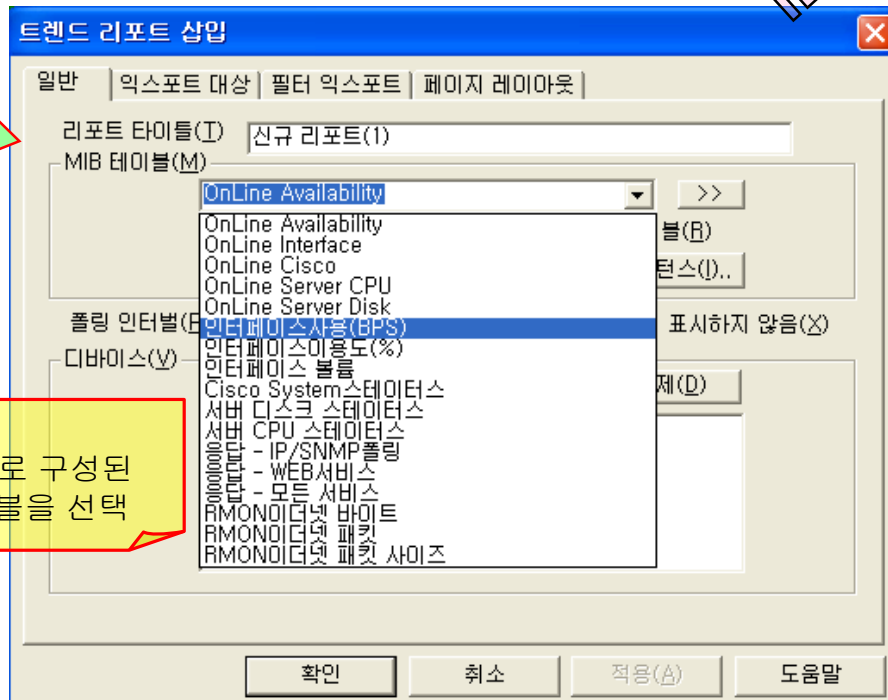 트렌드 리포트 삽입
일반 익스포트 대상 필터 익스포트 페이지 레이아웃
리포트 타이틀(T) 신규 리포트(1)
MIB 테이블(M)
OnLine Availability >>
OnLine Availability
블(R)
OnLine Interface
OnLine Cisco
턴스(I)..
OnLine Server CPU
OnLine Server Disk
폴링 인터벌(
인터페이스사용(BPS)
표시하지 않음(X)
인터페이스이용도(%)
디바이스(V)
인터페이스 볼륨
Cisco System스테이터스
제(D)
서버 디스크 스테이터스
서버 CPU 스테이터스
응답 - IP/SNMP폴링
응답 - WEB서비스
응답 - 모든 서비스
RMON이더넷 바이트
RMON이더넷 패킷
RMON이더넷 패킷 사이즈
로 구성된
블을 선택
확인 취소 적용(A) 도움말